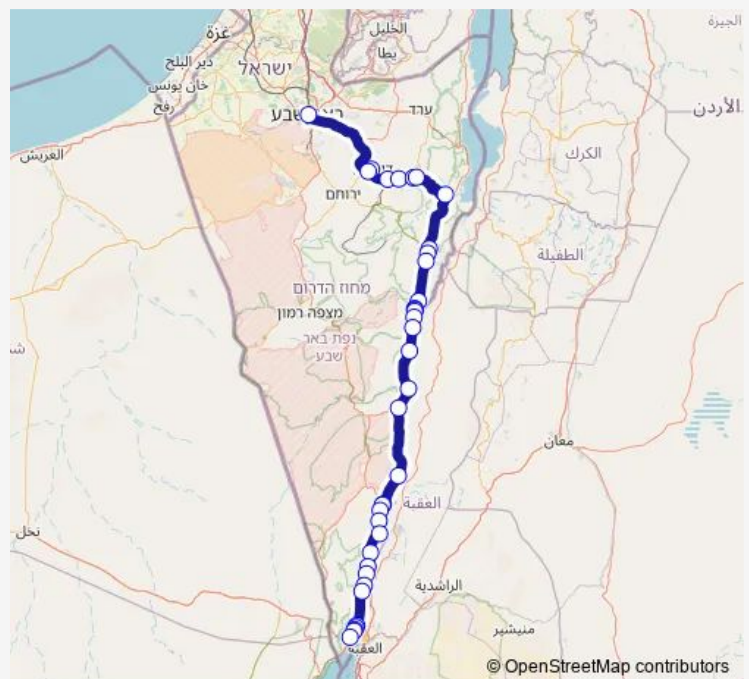 الجيزة
غزة
الخليل
يطا
دير البلح
ישראל
خان يونس
رفح
ערד
الأردن
العريش
الكرك
ירוחם
الطفيلة
מחוז הדרום
מצפה רמון
נפת באר
שבע
معان
العقبة
نخل
الراشدية
منيشير
العقبة
© OpenStreetMap contributors